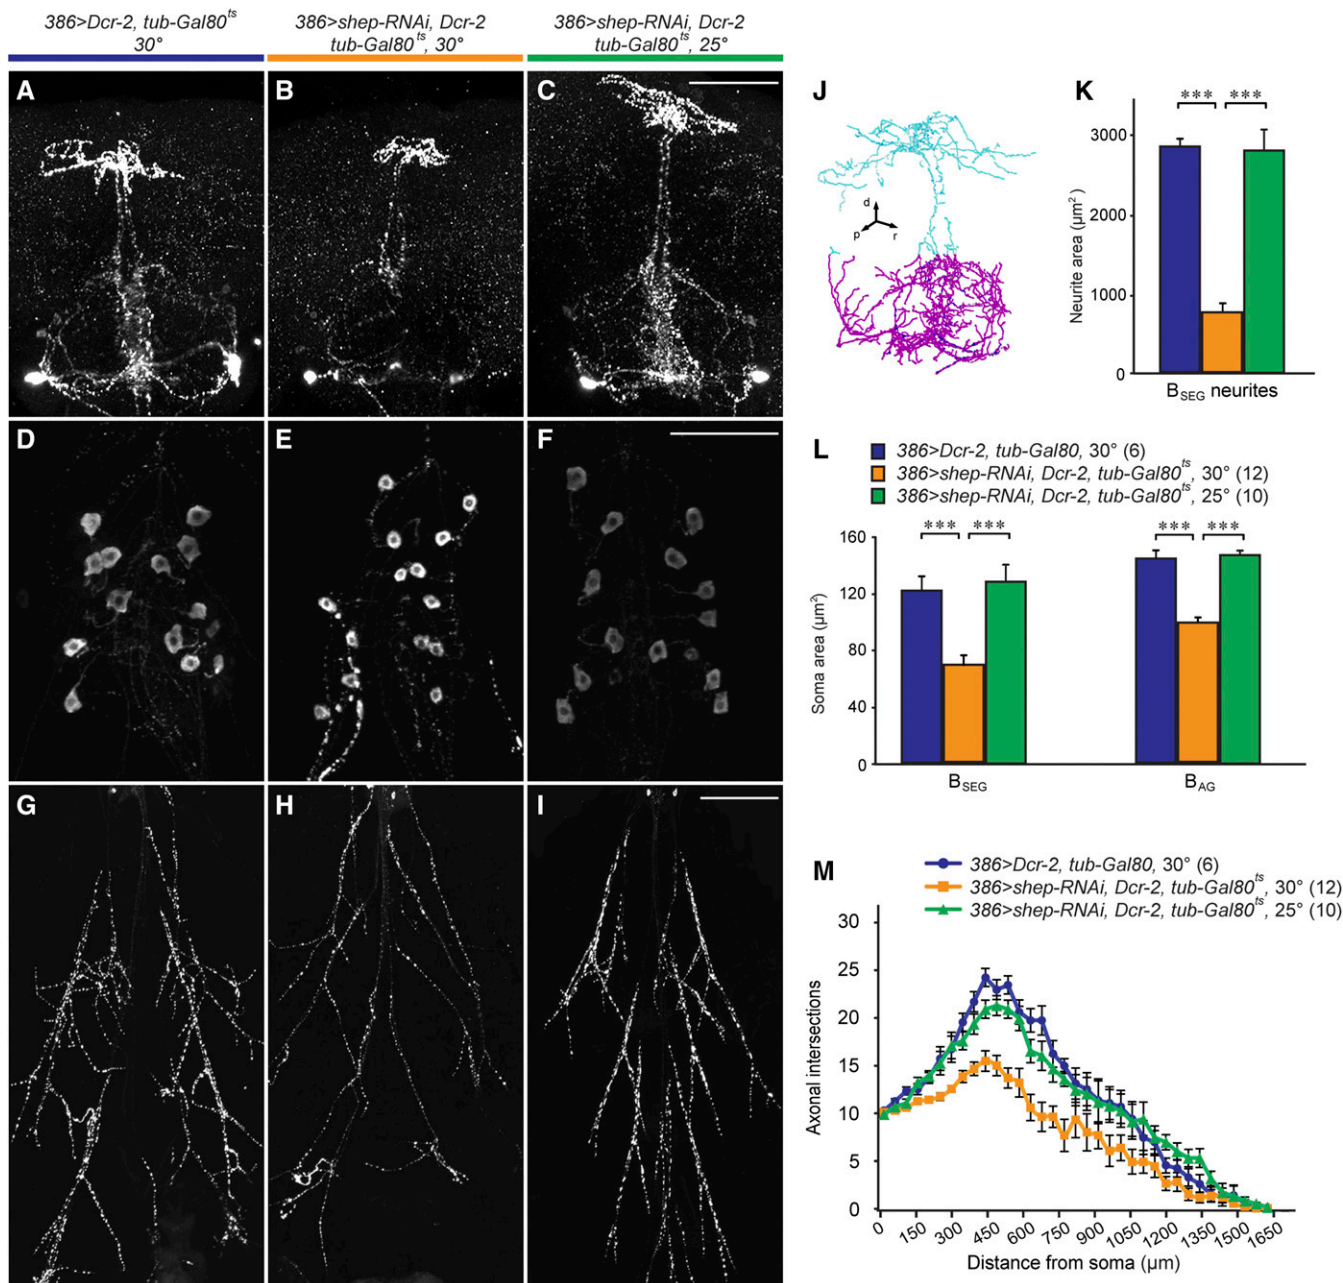 386>Dcr-2, tub-Gal80ts
30°
386>shep-RNAi, Dcr-2
tub-Gal80ts, 30°
386>shep-RNAi, Dcr-2
tub-Gal80ts, 25°
A
B
C
D
E
F
G
H
I
J
d
p
r
K
***
***
3000
2000
1000
0
Neurite area (µm2)
BSEG neurites
L
386>Dcr-2, tub-Gal80, 30° (6)
386>shep-RNAi, Dcr-2, tub-Gal80ts, 30° (12)
386>shep-RNAi, Dcr-2, tub-Gal80ts, 25° (10)
***
***
***
***
160
120
80
40
0
Soma area (µm2)
BSEG
BAG
M
386>Dcr-2, tub-Gal80, 30° (6)
386>shep-RNAi, Dcr-2, tub-Gal80ts, 30° (12)
386>shep-RNAi, Dcr-2, tub-Gal80ts, 25° (10)
30
25
20
15
10
5
0
Axonal intersections
0 150 300 450 600 750 900 1050 1200 1350 1500 1650
Distance from soma (µm)